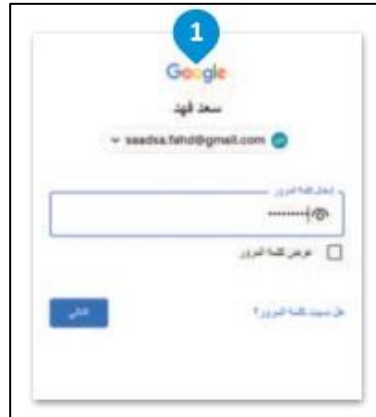 1
Google
سعد فهد
saadsa.fahd@gmail.com
إدخال كلمة المرور
••••••••
عرض كلمة المرور
هل نسيت كلمة المرور؟
التالي